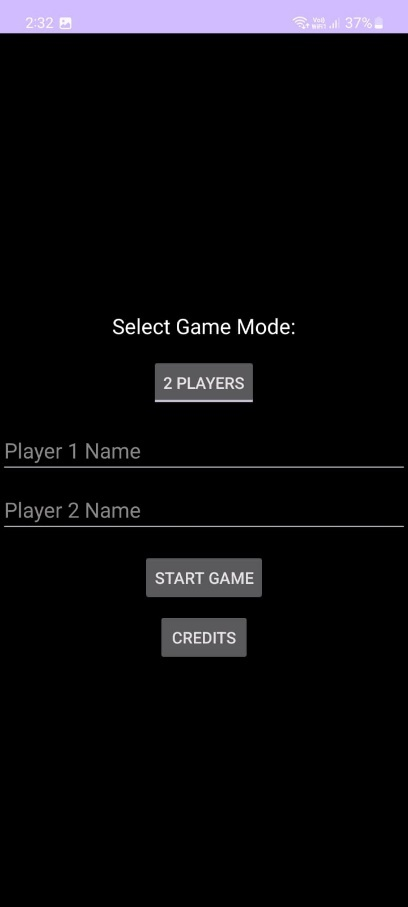 2:32 37%
Select Game Mode:
2 PLAYERS
Player 1 Name
Player 2 Name
START GAME
CREDITS